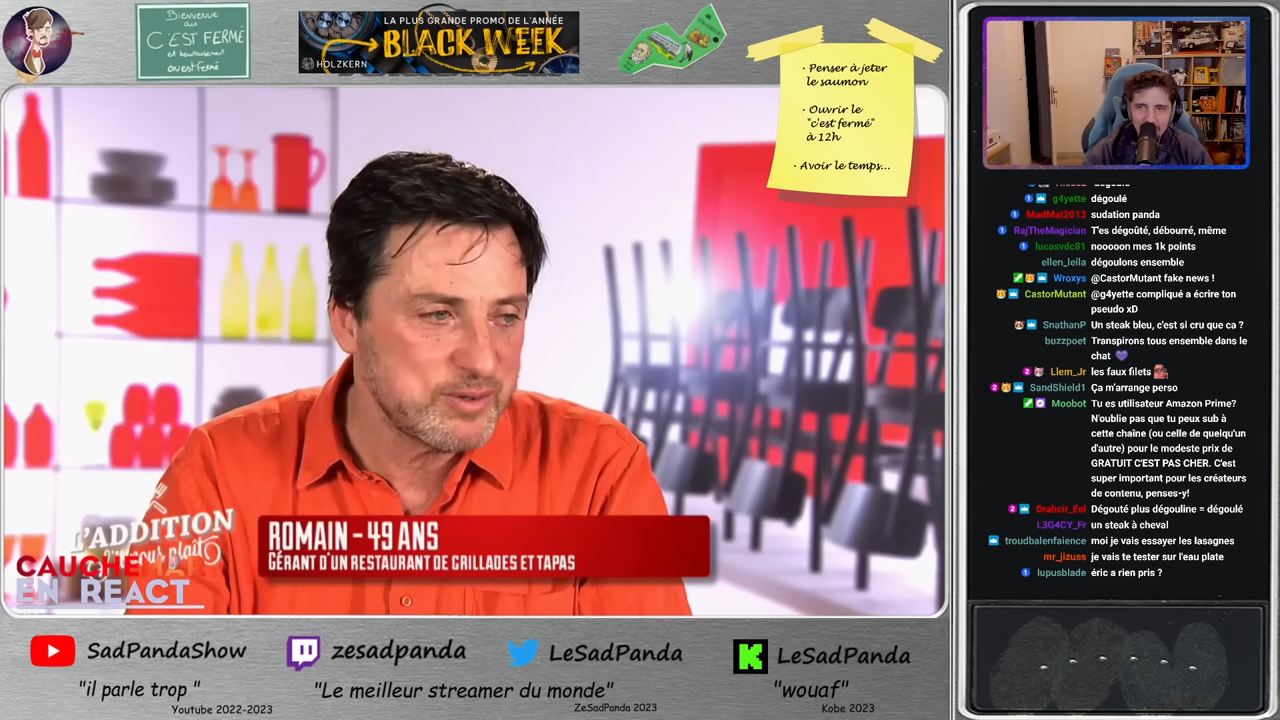 Bienvenue
au
C'EST FERMÉ
et heureusement
on est fermé
LA PLUS GRANDE PROMO DE L'ANNÉE
BLACK WEEK
HOLZKERN
· Penser à jeter
le saumon
· Ouvrir le
"c'est fermé"
à 12h
· Avoir le temps...
L'ADDITION
ROMAIN - 49 ANS
GÉRANT D'UN RESTAURANT DE GRILLADES ET TAPAS
CAUCHEMAR
EN REACT
SadPandaShow
zesadpanda
LeSadPanda
LeSadPanda
"il parle trop "
Youtube 2022-2023
"Le meilleur streamer du monde"
ZeSadPanda 2023
"wouaf"
Kobe 2023
g4yette dégoulé
MadMat2013 sudation panda
RajTheMagician T'es dégoûté, débourré, même
lucasvdc81 nooooon mes 1k points
ellen_leila dégoulons ensemble
Wroxys @CastorMutant fake news !
CastorMutant @g4yette compliqué a écrire ton
pseudo xD
SnathanP Un steak bleu, c'est si cru que ca ?
buzzpoet Transpirons tous ensemble dans le
chat
Llem_Jr les faux filets
SandShield1 Ça m'arrange perso
Moobot Tu es utilisateur Amazon Prime?
N'oublie pas que tu peux sub à
cette chaîne (ou celle de quelqu'un
d'autre) pour le modeste prix de
GRATUIT C'EST PAS CHER. C'est
super important pour les créateurs
de contenu, penses-y!
Drahcir_Eel Dégouté plus dégouline = dégoulé
L3G4CY_Fr un steak à cheval
troudbalenfaience moi je vais essayer les lasagnes
mr_jizuss je vais te tester sur l'eau plate
lupusblade éric a rien pris ?